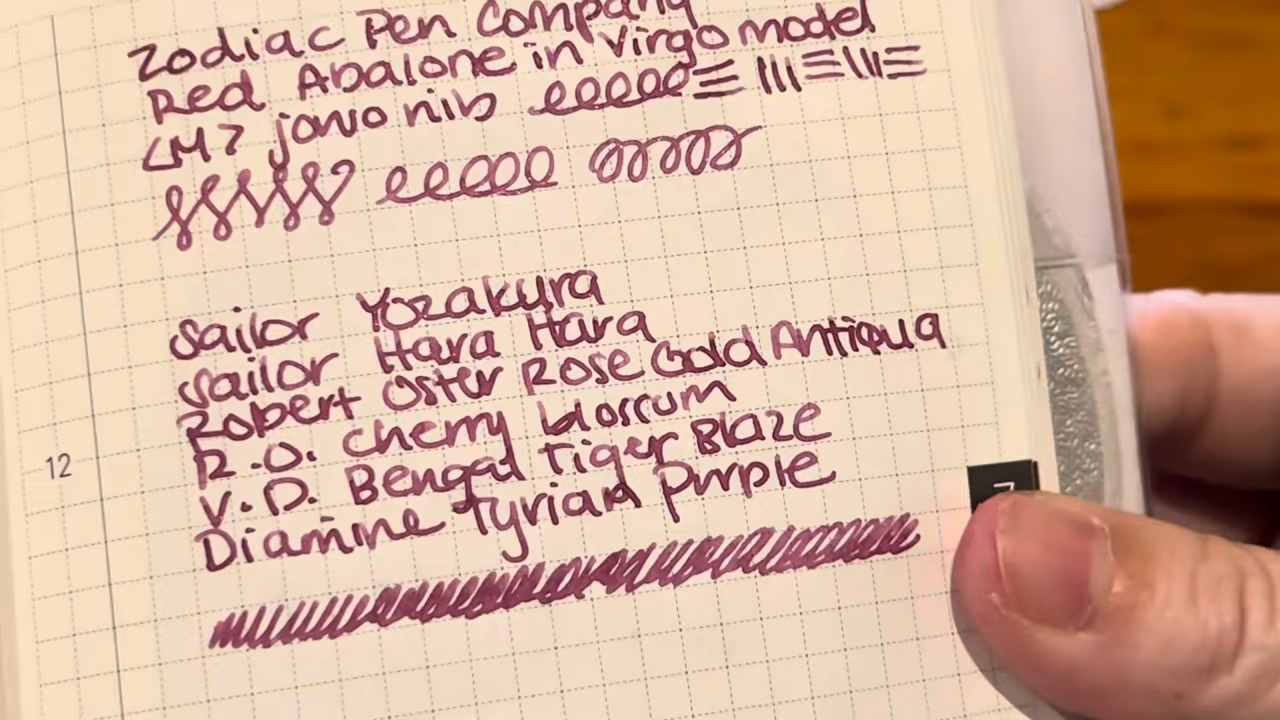 Zodiac Pen Company
Red Abalone in Virgo model
<M> jowo nib
Sailor Yozakura
Sailor Hara Hara
Robert Oster Rose Gold Antiqua
R.O. Cherry blossum
12
V.D. Bengal Tiger Blaze
Diamine Tyrian Purple
7